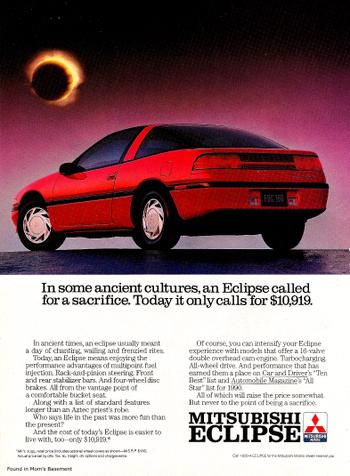 In some ancient cultures, an Eclipse called
for a sacrifice. Today it only calls for $10,919.
In ancient times, an eclipse usually meant
a day of chanting, wailing and frenzied rites.
Today, an Eclipse means enjoying the
performance advantages of multipoint fuel
injection. Rack-and-pinion steering. Front
and rear stabilizer bars. And four-wheel disc
brakes. All from the vantage point of
a comfortable bucket seat.
Along with a list of standard features
longer than an Aztec priest's robe.
Who says life in the past was more fun than
the present?
And the cost of today's Eclipse is easier to
live with, too—only $10,919.*
Of course, you can intensify your Eclipse
experience with models that offer a 16-valve
double overhead cam engine. Turbocharging.
All-wheel drive. And performance that has
earned them a place on Car and Driver's "Ten
Best" list and Automobile Magazine's "All
Star" list for 1990.
All of which will raise the price somewhat.
But never to the point of being a sacrifice.
MITSUBISHI
ECLIPSE
MITSUBISHI
Found in Mom's Basement